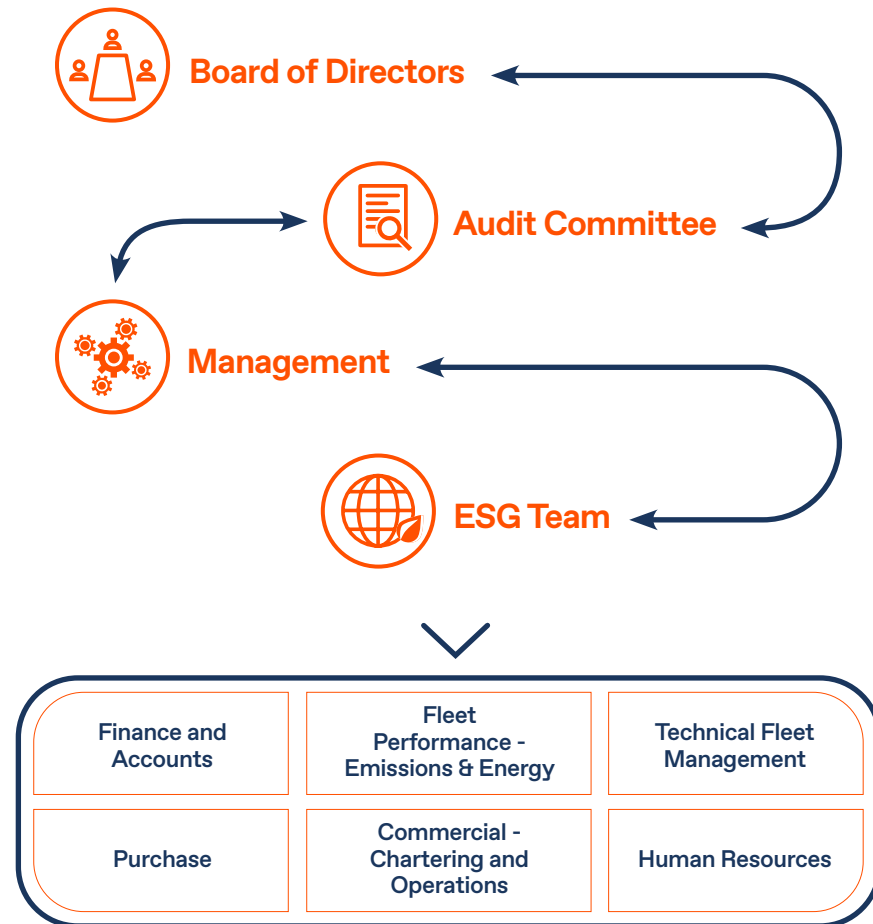 Board of Directors
Audit Committee
Management
ESG Team
Finance and
Accounts
Fleet
Performance -
Emissions & Energy
Technical Fleet
Management
Purchase
Commercial -
Chartering and
Operations
Human Resources